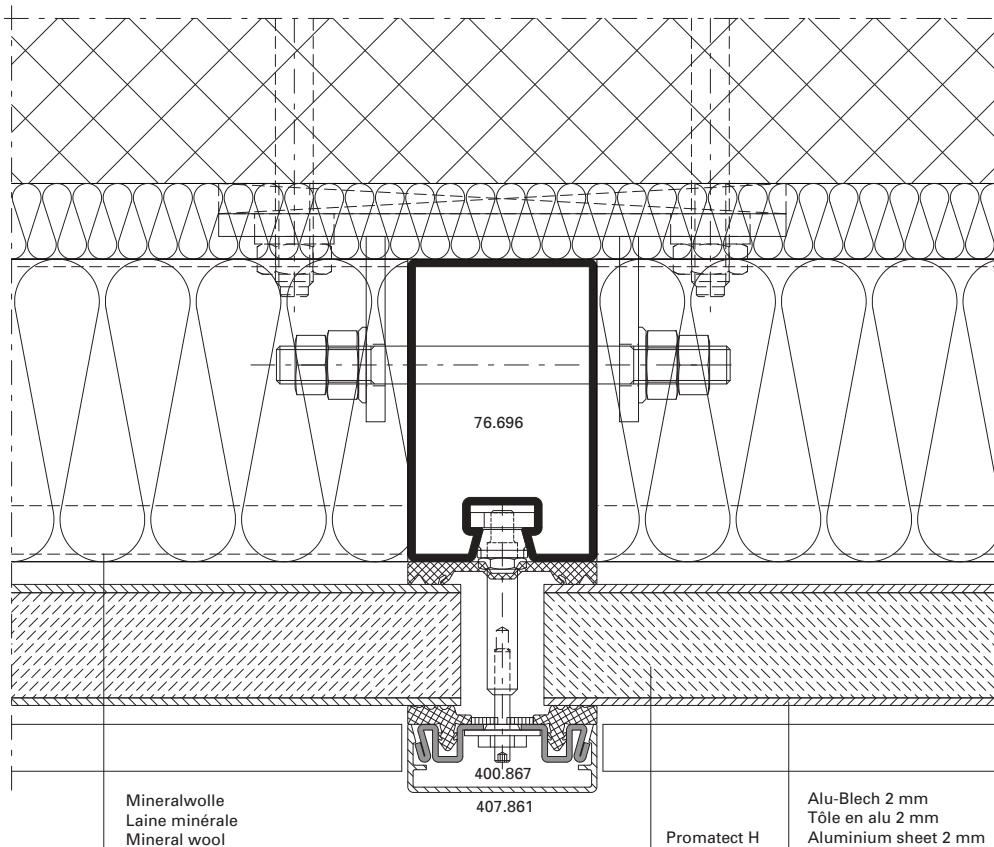 76.696
400.867
407.861
Mineralwolle
Laine minérale
Mineral wool
Promatect H
Alu-Blech 2 mm
Tôle en alu 2 mm
Aluminium sheet 2 mm